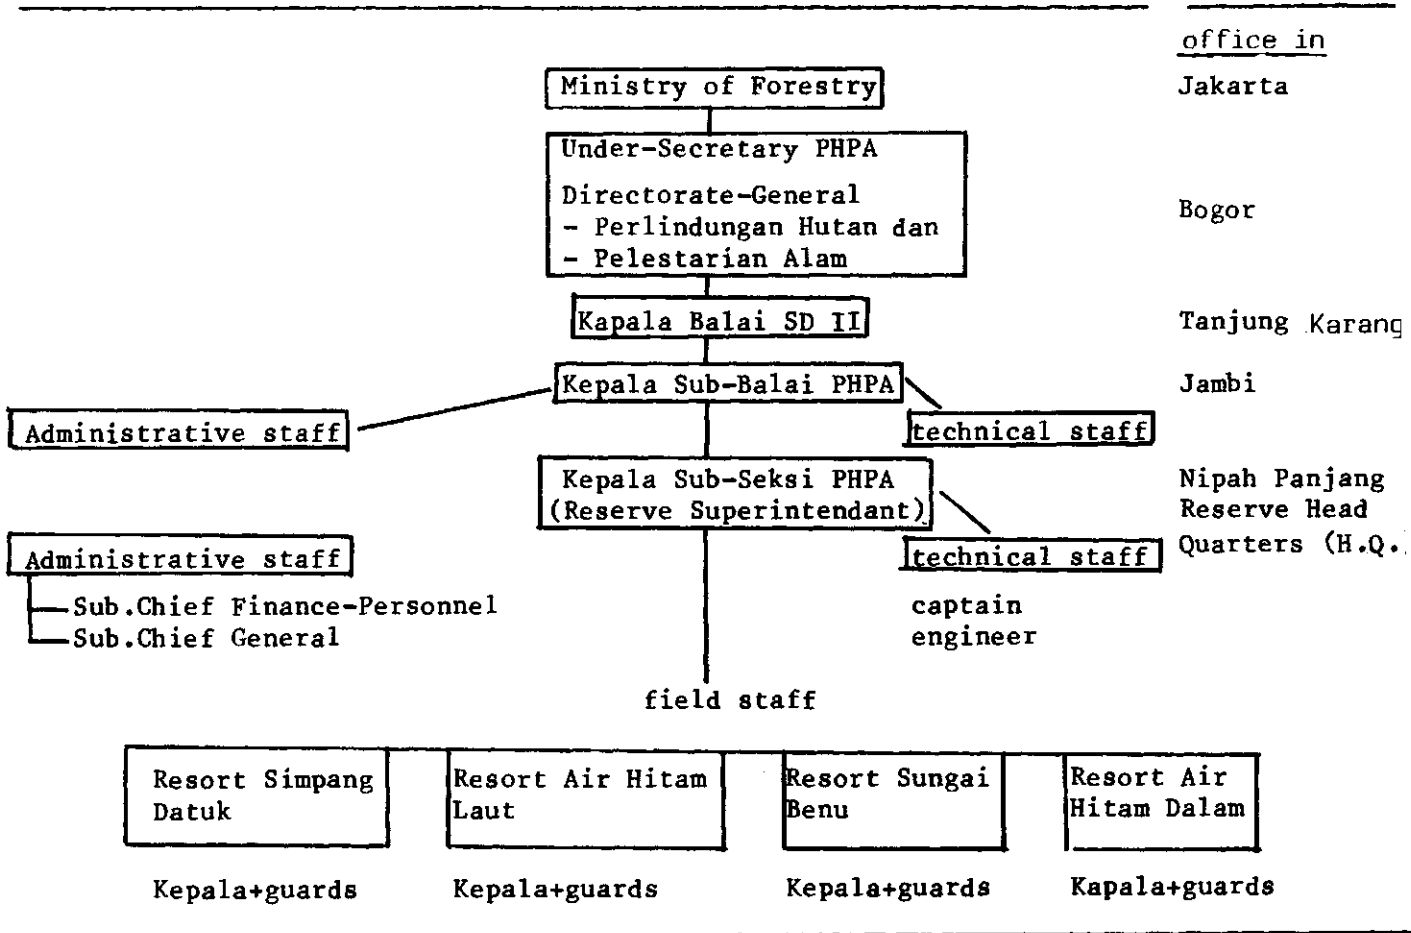 office in
Ministry of Forestry
Jakarta
Under-Secretary PHPA
Directorate-General
- Perlindungan Hutan dan
- Pelestarian Alam
Bogor
Kapala Balai SD II
Tanjung Karang
Kepala Sub-Balai PHPA
Jambi
Administrative staff
technical staff
Kepala Sub-Seksi PHPA
(Reserve Superintendant)
Nipah Panjang
Reserve Head
Quarters (H.Q.
Administrative staff
technical staff
Sub.Chief Finance-Personnel
Sub.Chief General
captain
engineer
field staff
Resort Simpang
Datuk
Resort Air Hitam
Laut
Resort Sungai
Benu
Resort Air
Hitam Dalam
Kepala+guards
Kepala+guards
Kepala+guards
Kapala+guards